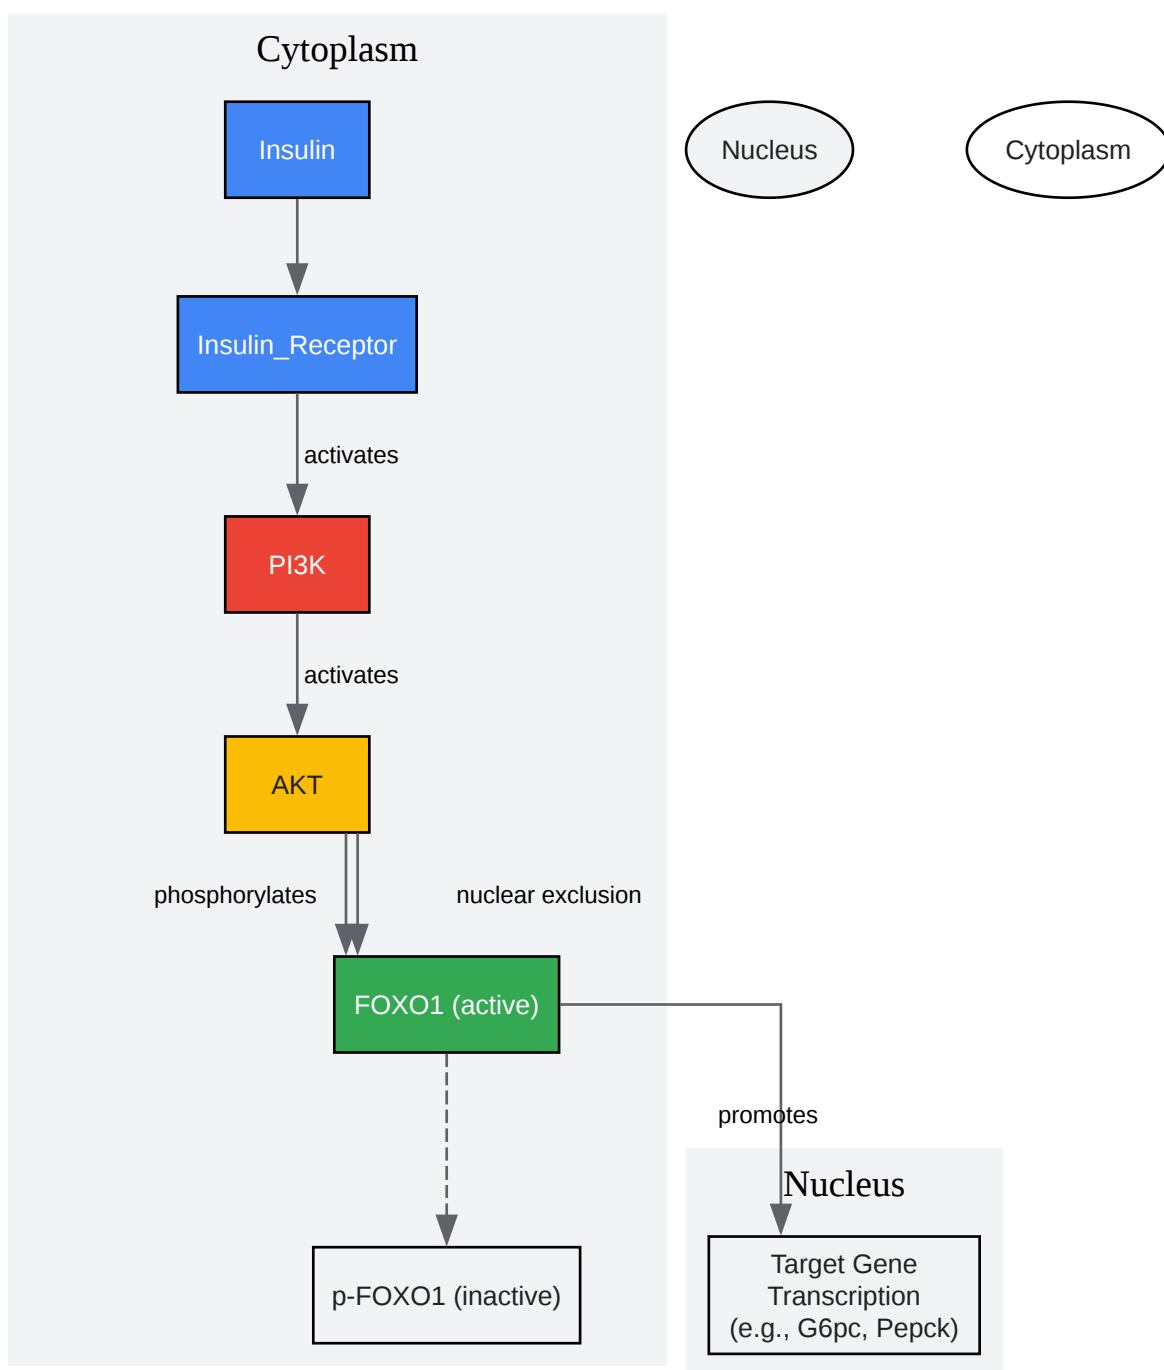 Cytoplasm
Insulin
Nucleus
Cytoplasm
Insulin_Receptor
activates
PI3K
activates
AKT
phosphorylates
nuclear exclusion
FOXO1 (active)
promotes
Nucleus
p-FOXO1 (inactive)
Target Gene
Transcription
(e.g., G6pc, Pepck)